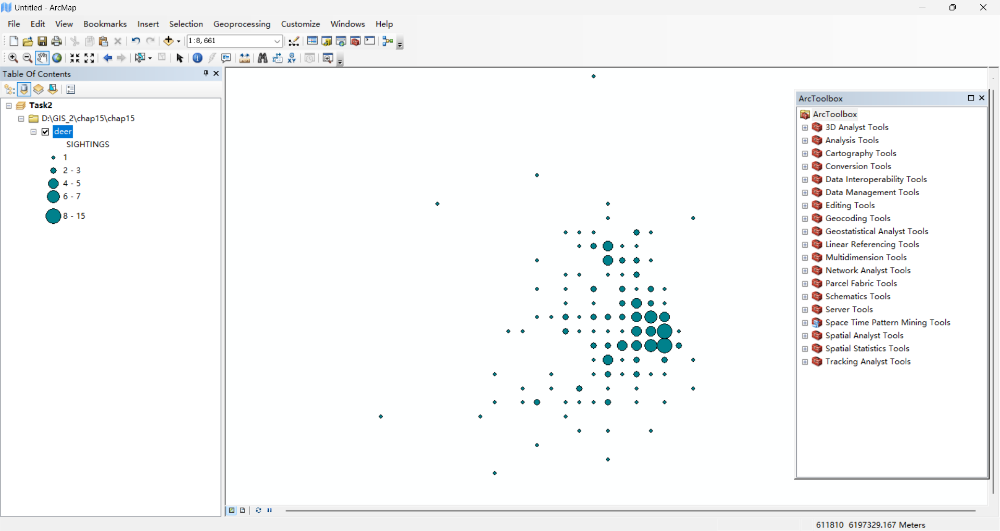 Untitled - ArcMap
File Edit View Bookmarks Insert Selection Geoprocessing Customize Windows Help
1:8,661
XY
Table Of Contents
Task2
D:\GIS_2\chap15\chap15
deer
SIGHTINGS
1
2 - 3
4 - 5
6 - 7
8 - 15
ArcToolbox
ArcToolbox
3D Analyst Tools
Analysis Tools
Cartography Tools
Conversion Tools
Data Interoperability Tools
Data Management Tools
Editing Tools
Geocoding Tools
Geostatistical Analyst Tools
Linear Referencing Tools
Multidimension Tools
Network Analyst Tools
Parcel Fabric Tools
Schematics Tools
Server Tools
Space Time Pattern Mining Tools
Spatial Analyst Tools
Spatial Statistics Tools
Tracking Analyst Tools
611810 6197329.167 Meters